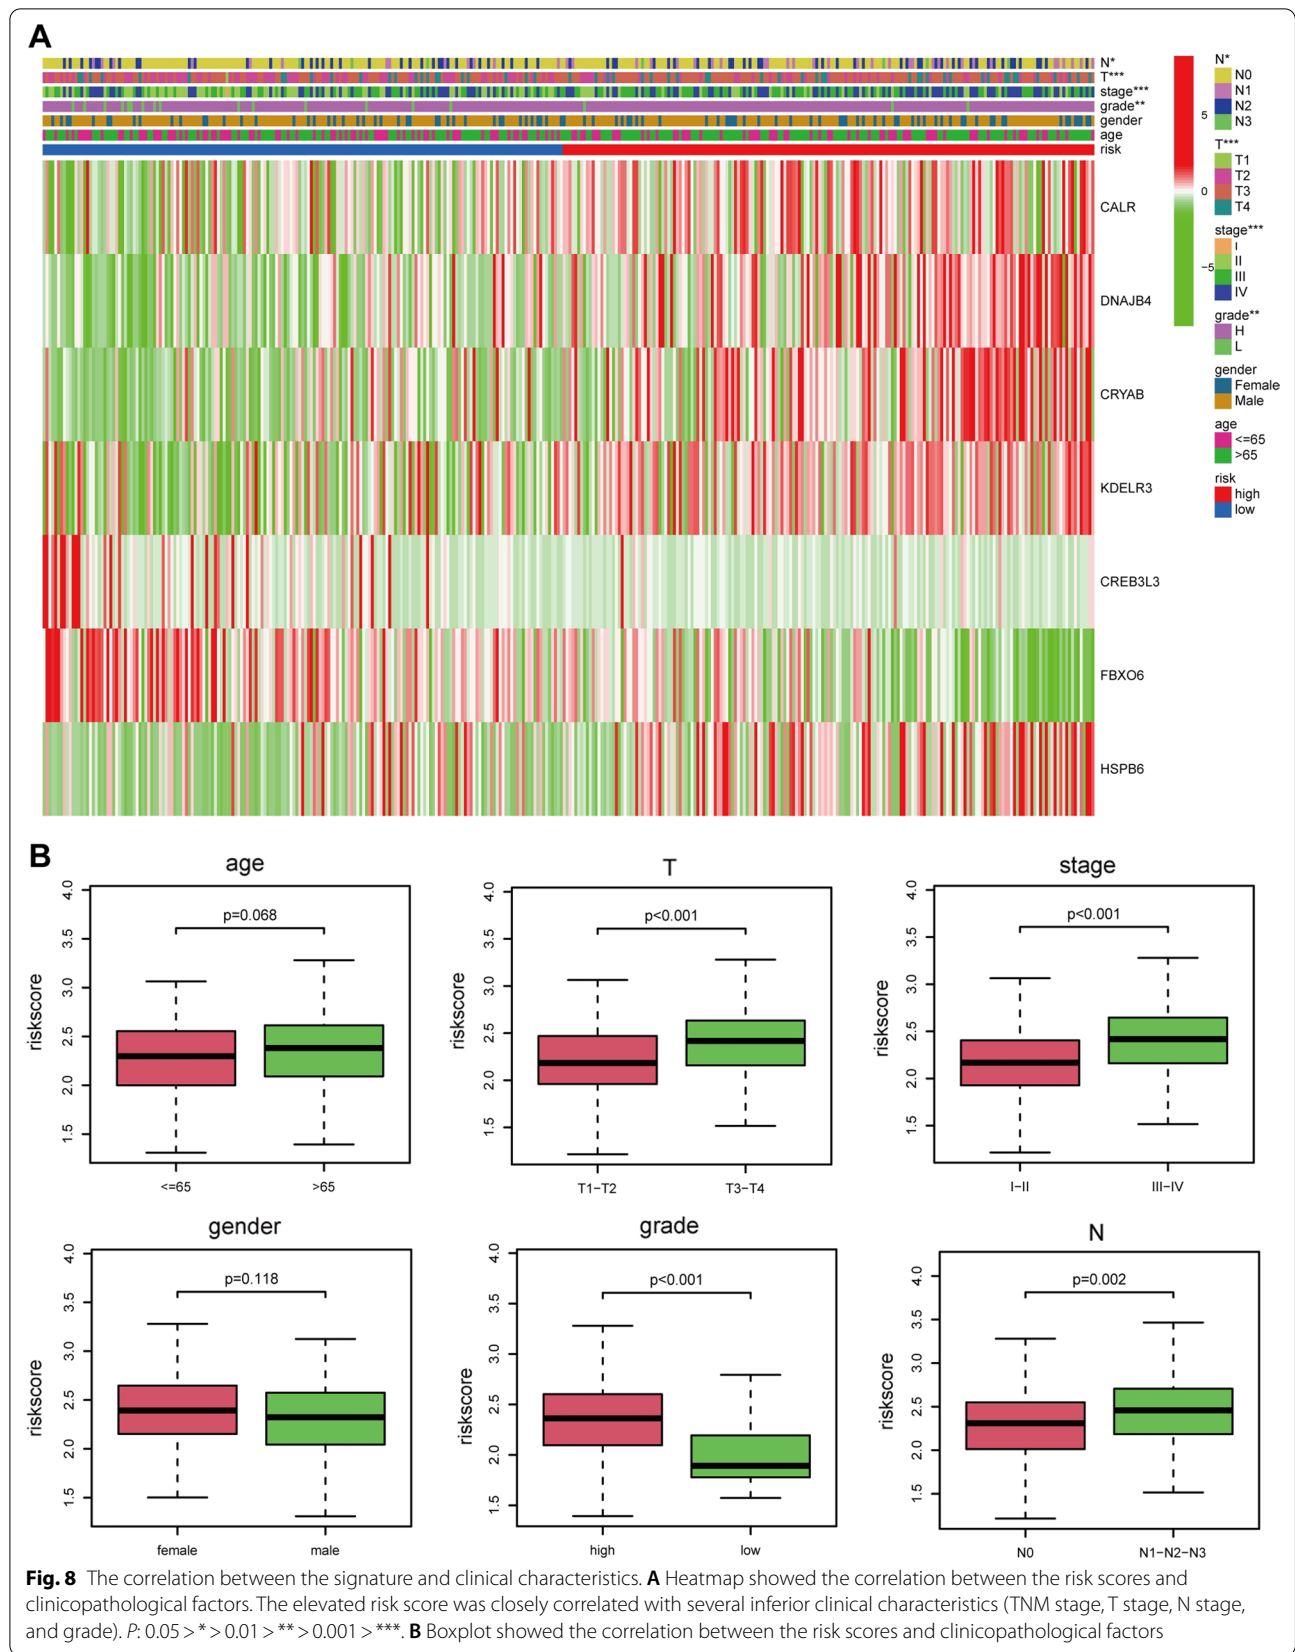 A
N*
T***
stage***
grade**
gender
age
risk
CALR
DNAJB4
CRYAB
KDELR3
CREB3L3
FBXO6
HSPB6
5
0
−5
N*
N0
N1
N2
N3
T***
T1
T2
T3
T4
stage***
I
II
III
IV
grade**
H
L
gender
Female
Male
age
<=65
>65
risk
high
low
B
age
riskscore
4.0
3.5
3.0
2.5
2.0
1.5
p=0.068
<=65 >65
T
riskscore
4.0
3.5
3.0
2.5
2.0
1.5
p<0.001
T1−T2 T3−T4
stage
riskscore
4.0
3.5
3.0
2.5
2.0
1.5
p<0.001
I−II III−IV
gender
riskscore
4.0
3.5
3.0
2.5
2.0
1.5
p=0.118
female male
grade
riskscore
4.0
3.5
3.0
2.5
2.0
1.5
p<0.001
high low
N
riskscore
4.0
3.5
3.0
2.5
2.0
1.5
p=0.002
N0 N1−N2−N3
Fig. 8 The correlation between the signature and clinical characteristics. A Heatmap showed the correlation between the risk scores and
clinicopathological factors. The elevated risk score was closely correlated with several inferior clinical characteristics (TNM stage, T stage, N stage,
and grade). P: 0.05 > * > 0.01 > ** > 0.001 > ***. B Boxplot showed the correlation between the risk scores and clinicopathological factors